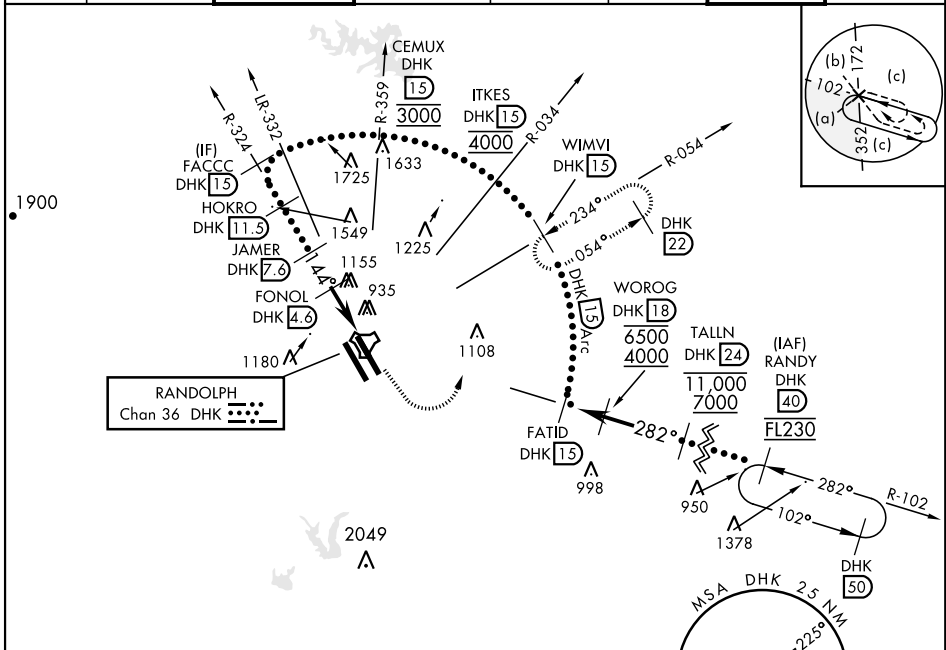 CEMUX
DHK
15
3000
R-359
ITKES
DHK 15
4000
R-034
WIMVI
DHK 15
R-054
234°
054°
DHK
22
LR-332
R-324
(IF)
FACCC
DHK 15
HOKRO
DHK 11.5
JAMER
DHK 7.6
FONOL
DHK 4.6
144°
1900
1725
1633
1549
1225
1155
935
1180
1108
RANDOLPH
Chan 36 DHK
DHK 15 Arc
WOROG
DHK 18
6500
4000
TALLN
DHK 24
11,000
7000
(IAF)
RANDY
DHK
40
FL230
FATID
DHK 15
282°
998
950
1378
282°
102°
R-102
DHK
50
2049
MSA DHK 25 NM
225°
(b)
172
(c)
102
(a)
352
(c)